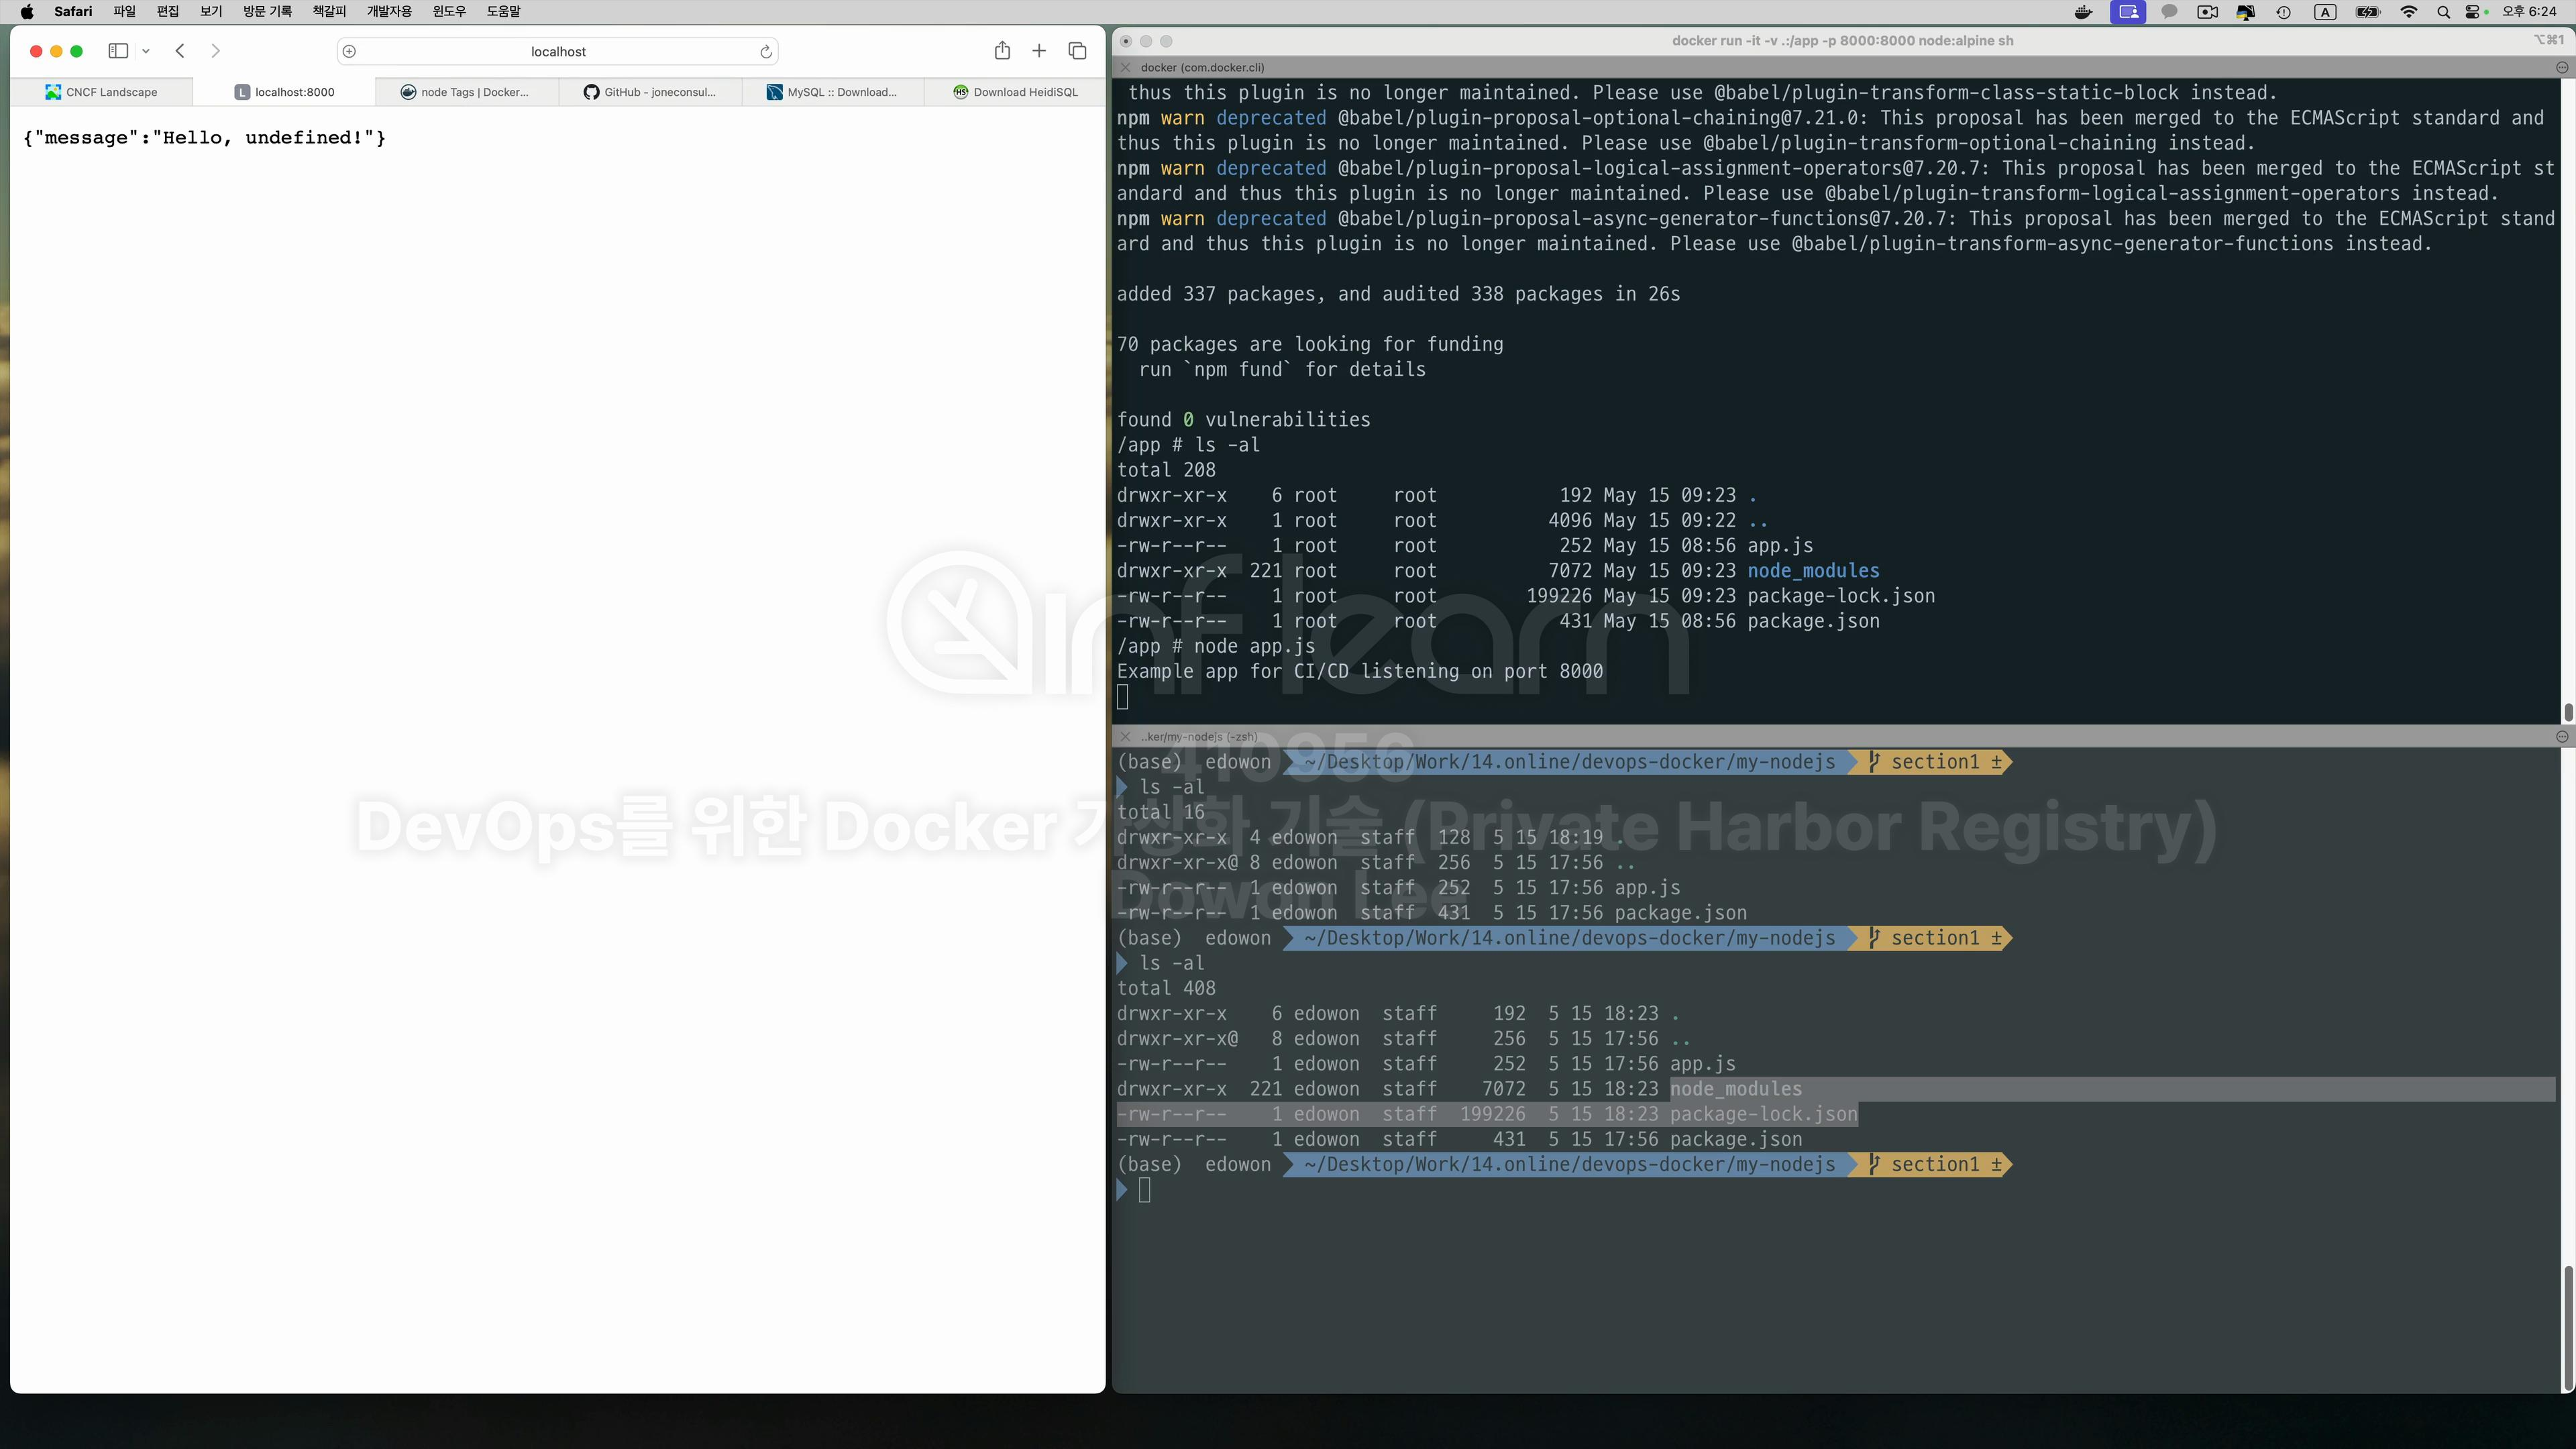 Safari 파일 편집 보기 방문 기록 책갈피 개발자용 윈도우 도움말
A 오후 6:24
localhost
CNCF Landscape
L localhost:8000
node Tags | Docker...
GitHub - joneconsul...
MySQL :: Download...
HS Download HeidiSQL
{"message":"Hello, undefined!"}
docker run -it -v .:/app -p 8000:8000 node:alpine sh
⌥⌘1
docker (com.docker.cli)
thus this plugin is no longer maintained. Please use @babel/plugin-transform-class-static-block instead.
npm warn deprecated @babel/plugin-proposal-optional-chaining@7.21.0: This proposal has been merged to the ECMAScript standard and
thus this plugin is no longer maintained. Please use @babel/plugin-transform-optional-chaining instead.
npm warn deprecated @babel/plugin-proposal-logical-assignment-operators@7.20.7: This proposal has been merged to the ECMAScript st
andard and thus this plugin is no longer maintained. Please use @babel/plugin-transform-logical-assignment-operators instead.
npm warn deprecated @babel/plugin-proposal-async-generator-functions@7.20.7: This proposal has been merged to the ECMAScript stand
ard and thus this plugin is no longer maintained. Please use @babel/plugin-transform-async-generator-functions instead.
added 337 packages, and audited 338 packages in 26s
70 packages are looking for funding
run `npm fund` for details
found 0 vulnerabilities
/app # ls -al
total 208
drwxr-xr-x 6 root root 192 May 15 09:23 .
drwxr-xr-x 1 root root 4096 May 15 09:22 ..
-rw-r--r-- 1 root root 252 May 15 08:56 app.js
drwxr-xr-x 221 root root 7072 May 15 09:23 node_modules
-rw-r--r-- 1 root root 199226 May 15 09:23 package-lock.json
-rw-r--r-- 1 root root 431 May 15 08:56 package.json
/app # node app.js
Example app for CI/CD listening on port 8000
inflearn
..ker/my-nodejs (-zsh)
410956
(base) edowon ~/Desktop/Work/14.online/devops-docker/my-nodejs section1 ±
ls -al
total 16
DevOps를 위한 Docker 가상화 기술 (Private Harbor Registry)
drwxr-xr-x 4 edowon staff 128 5 15 18:19 .
drwxr-xr-x@ 8 edowon staff 256 5 15 17:56 ..
-rw-r--r-- 1 edowon staff 252 5 15 17:56 app.js
Dowon Lee
-rw-r--r-- 1 edowon staff 431 5 15 17:56 package.json
(base) edowon ~/Desktop/Work/14.online/devops-docker/my-nodejs section1 ±
ls -al
total 408
drwxr-xr-x 6 edowon staff 192 5 15 18:23 .
drwxr-xr-x@ 8 edowon staff 256 5 15 17:56 ..
-rw-r--r-- 1 edowon staff 252 5 15 17:56 app.js
drwxr-xr-x 221 edowon staff 7072 5 15 18:23 node_modules
-rw-r--r-- 1 edowon staff 199226 5 15 18:23 package-lock.json
-rw-r--r-- 1 edowon staff 431 5 15 17:56 package.json
(base) edowon ~/Desktop/Work/14.online/devops-docker/my-nodejs section1 ±